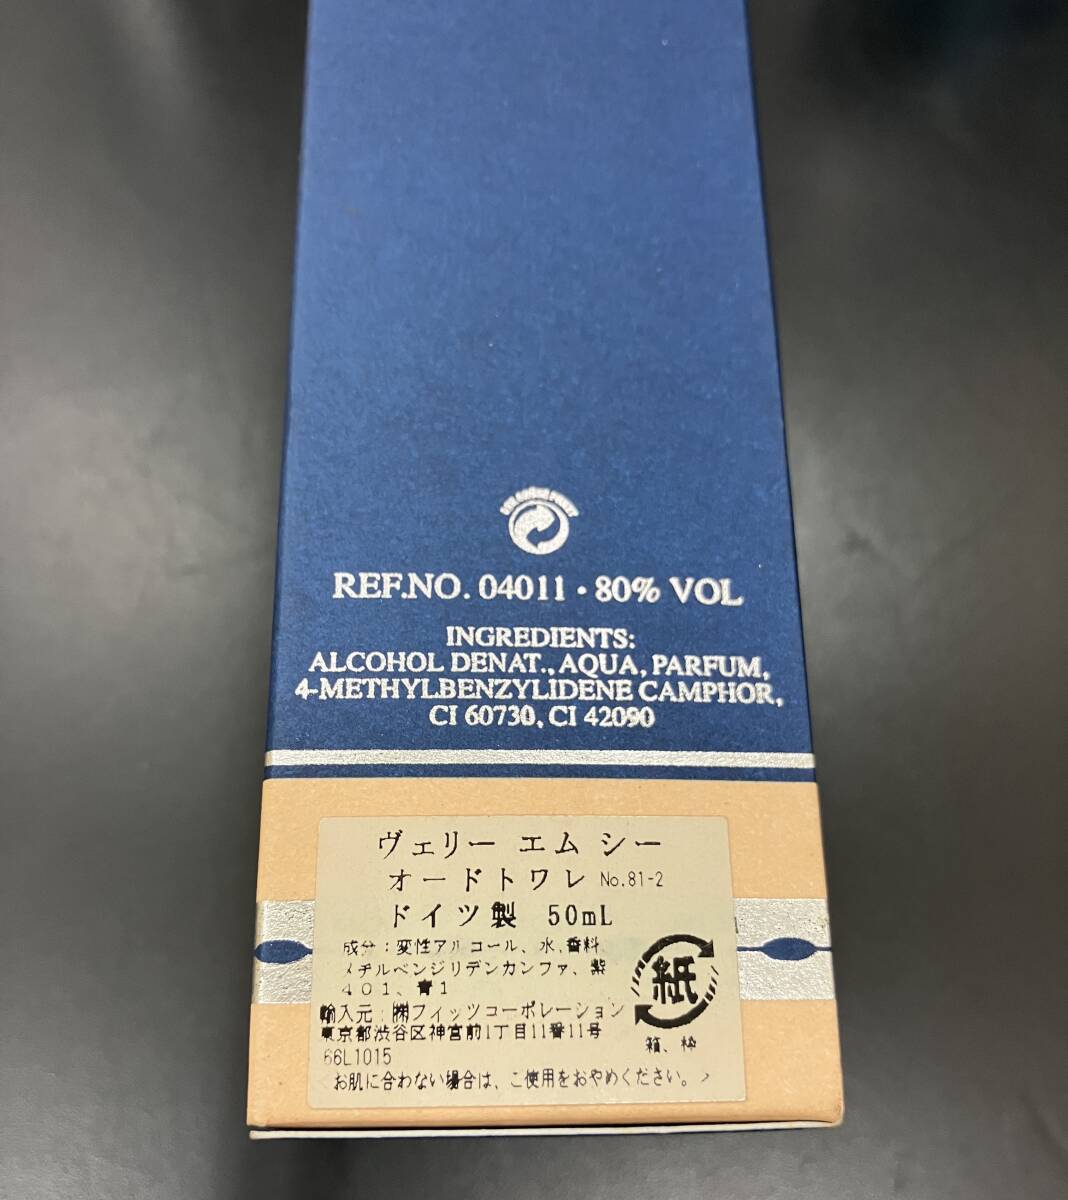 DER GRÜNE PUNKT
REF.NO. 04011 · 80% VOL
INGREDIENTS:
ALCOHOL DENAT., AQUA, PARFUM,
4-METHYLBENZYLIDENE CAMPHOR,
CI 60730, CI 42090
ヴェリー エム シー
オードトワレ No.81-2
ドイツ製 50mL
成分：変性アルコール、水、香料、
メチルベンジリデンカンファ、紫
401、青1
輸入元：㈱フィッツコーポレーション
東京都渋谷区神宮前1丁目11番11号
66L1015
<お肌に合わない場合は、ご使用をおやめください。>
紙
箱、枠